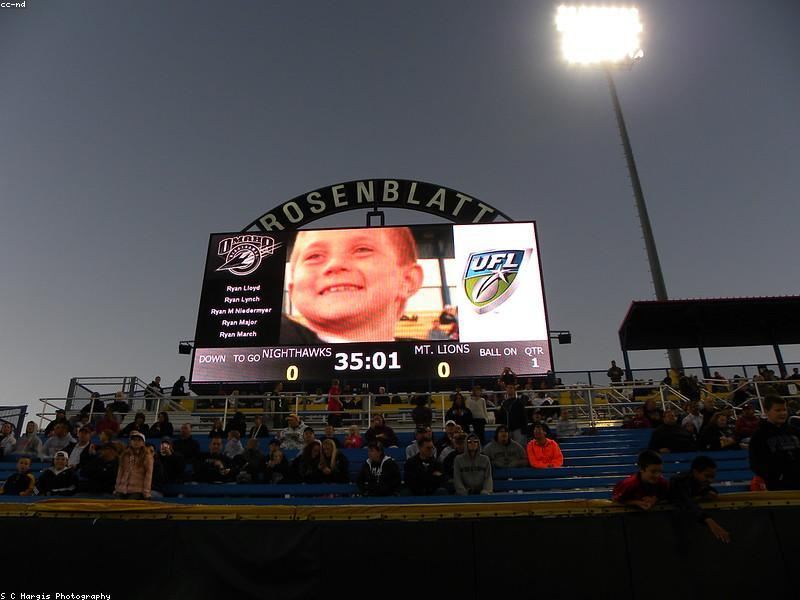 cc-nd
ROSENBLATT
OMAHA
UFL
Ryan Lloyd
Ryan Lynch
Ryan M Niedermyer
Ryan Major
Ryan March
DOWN TO GO NIGHTHAWKS 35:01 MT. LIONS BALL ON QTR
0 0 1
S C Hargis Photography